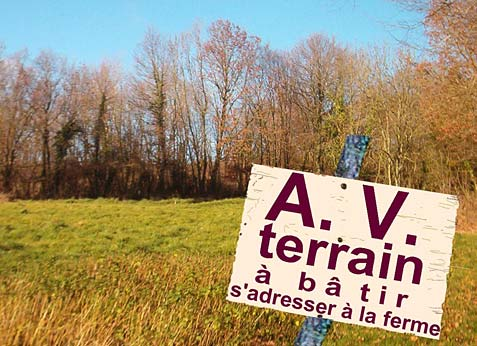 A. V.
terrain
à bâtir
s'adresser à la ferme